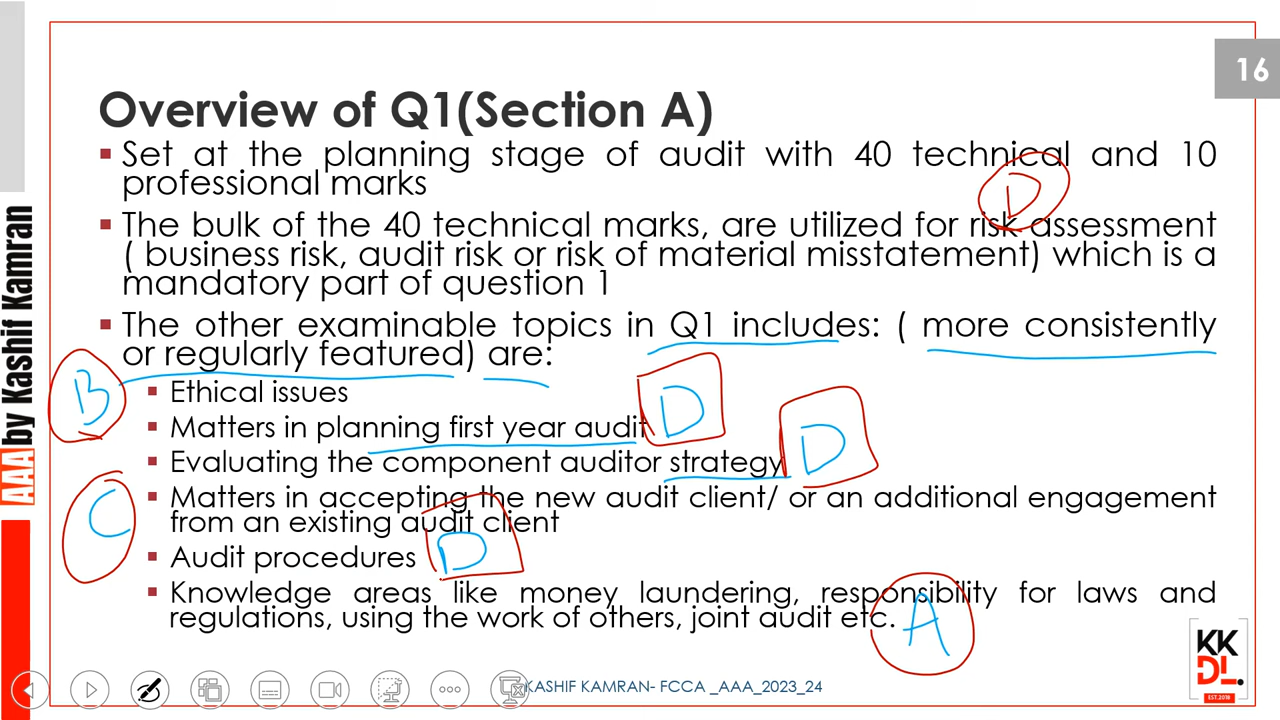 16
Overview of Q1(Section A)
Set at the planning stage of audit with 40 technical and 10
professional marks
D
The bulk of the 40 technical marks, are utilized for risk assessment
( business risk, audit risk or risk of material misstatement) which is a
mandatory part of question 1
The other examinable topics in Q1 includes: ( more consistently
or regularly featured) are:
B
Ethical issues
Matters in planning first year audit D
Evaluating the component auditor strategy D
C
Matters in accepting the new audit client/ or an additional engagement
from an existing audit client
Audit procedures D
Knowledge areas like money laundering, responsibility for laws and
regulations, using the work of others, joint audit etc. A
AAA by Kashif Kamran
KASHIF KAMRAN- FCCA _AAA_2023_24
KK
DL.
EST.2018